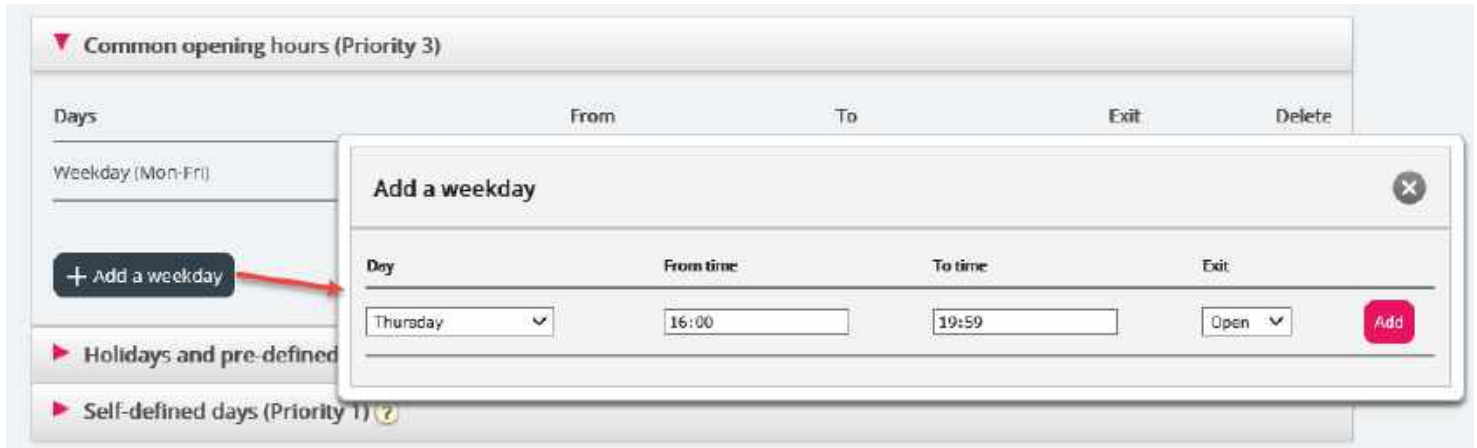 Common opening hours (Priority 3)
Days From To Exit Delete
Weekday (Mon-Fri)
Add a weekday
+ Add a weekday
Day From time To time Exit
Thursday 16:00 19:59 Open Add
Holidays and pre-defined
Self-defined days (Priority 1) ?